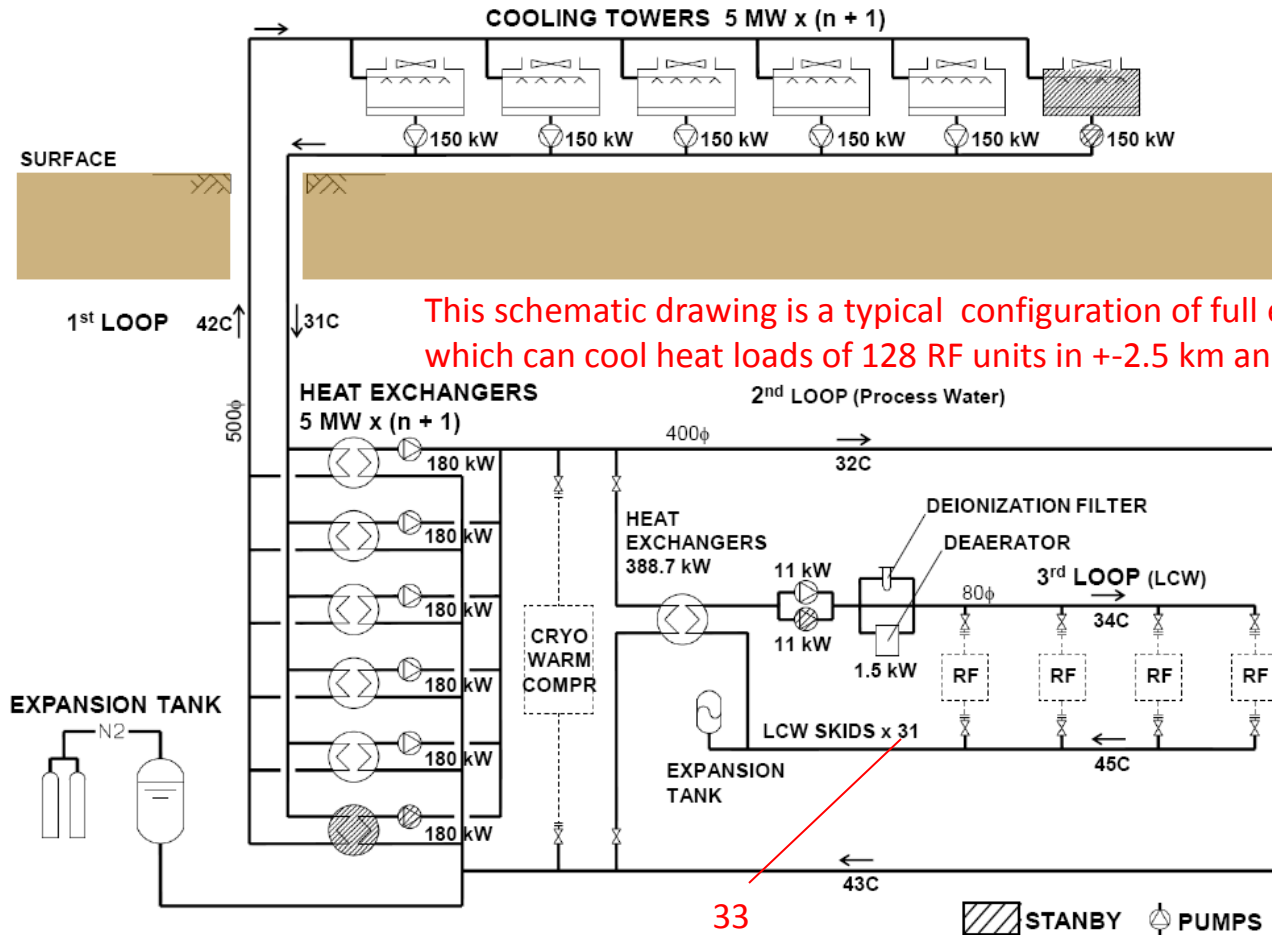 COOLING TOWERS 5 MW x (n + 1)
150 kW 150 kW 150 kW 150 kW 150 kW 150 kW
SURFACE
1st LOOP 42C 31C
This schematic drawing is a typical configuration of full
which can cool heat loads of 128 RF units in +-2.5 km
HEAT EXCHANGERS
5 MW x (n + 1)
2nd LOOP (Process Water)
500ϕ
400ϕ
32C
180 kW
180 kW
180 kW
180 kW
180 kW
180 kW
HEAT
EXCHANGERS
388.7 kW
DEIONIZATION FILTER
DEAERATOR
11 kW
11 kW
1.5 kW
3rd LOOP (LCW)
80ϕ
34C
CRYO
WARM
COMPR
RF RF RF RF
EXPANSION TANK
N2
LCW SKIDS x 31
EXPANSION
TANK
45C
43C
33
STANBY PUMPS